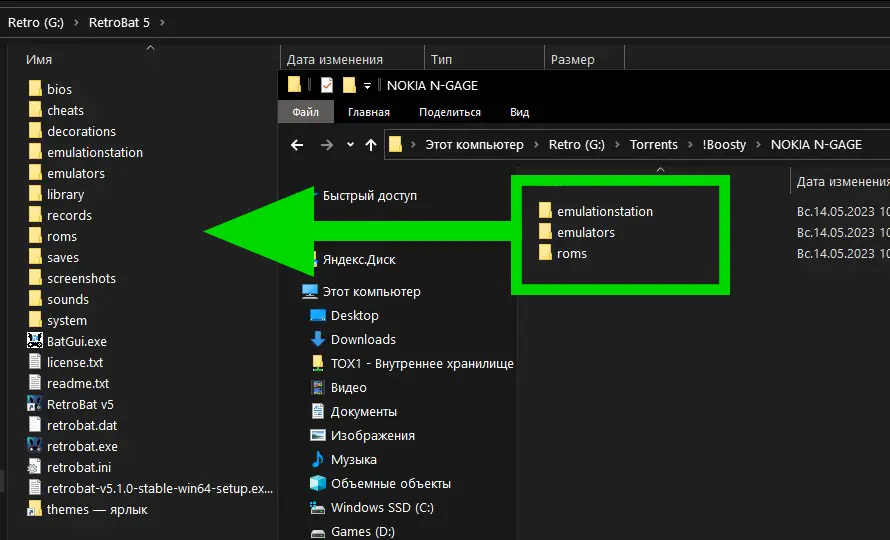 Retro (G:) › RetroBat 5 ›
Имя
Дата изменения
Тип
Размер
bios
cheats
decorations
emulationstation
emulators
library
records
roms
saves
screenshots
sounds
system
BatGui.exe
license.txt
readme.txt
RetroBat v5
retrobat.dat
retrobat.exe
retrobat.ini
retrobat-v5.1.0-stable-win64-setup.ex...
themes — ярлык
NOKIA N-GAGE
Файл
Главная
Поделиться
Вид
Этот компьютер › Retro (G:) › Torrents › !Boosty › NOKIA N-GAGE
Быстрый доступ
Яндекс.Диск
Этот компьютер
Desktop
Downloads
TOX1 - Внутреннее хранилище
Видео
Документы
Изображения
Музыка
Объемные объекты
Windows SSD (C:)
Games (D:)
Дата изменени
emulationstation
Вс.14.05.2023 10
emulators
Вс.14.05.2023 10
roms
Вс.14.05.2023 10